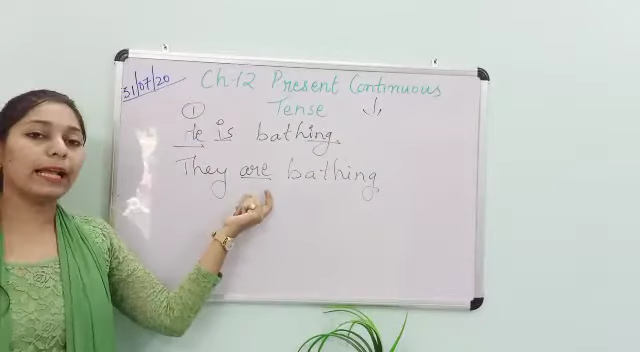 31/07/20
Ch-12 Present Continuous
Tense
①
He is bathing.
They are bathing